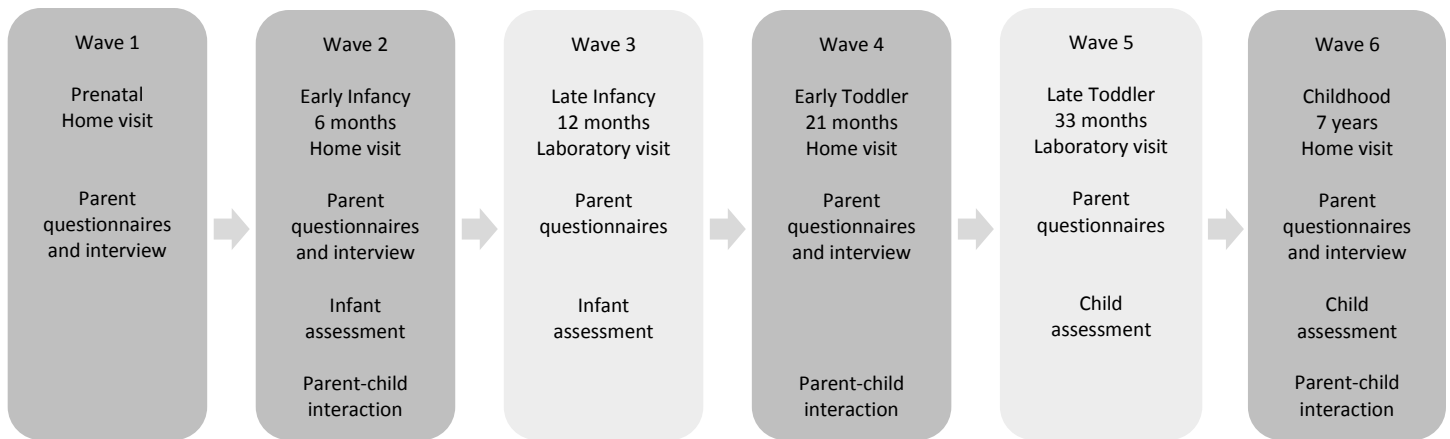 Wave 1
Prenatal
Home visit
Parent
questionnaires
and interview
Wave 2
Early Infancy
6 months
Home visit
Parent
questionnaires
and interview
Infant
assessment
Parent-child
interaction
Wave 3
Late Infancy
12 months
Laboratory visit
Parent
questionnaires
Infant
assessment
Wave 4
Early Toddler
21 months
Home visit
Parent
questionnaires
and interview
Parent-child
interaction
Wave 5
Late Toddler
33 months
Laboratory visit
Parent
questionnaires
Child
assessment
Wave 6
Childhood
7 years
Home visit
Parent
questionnaires
and interview
Child
assessment
Parent-child
interaction